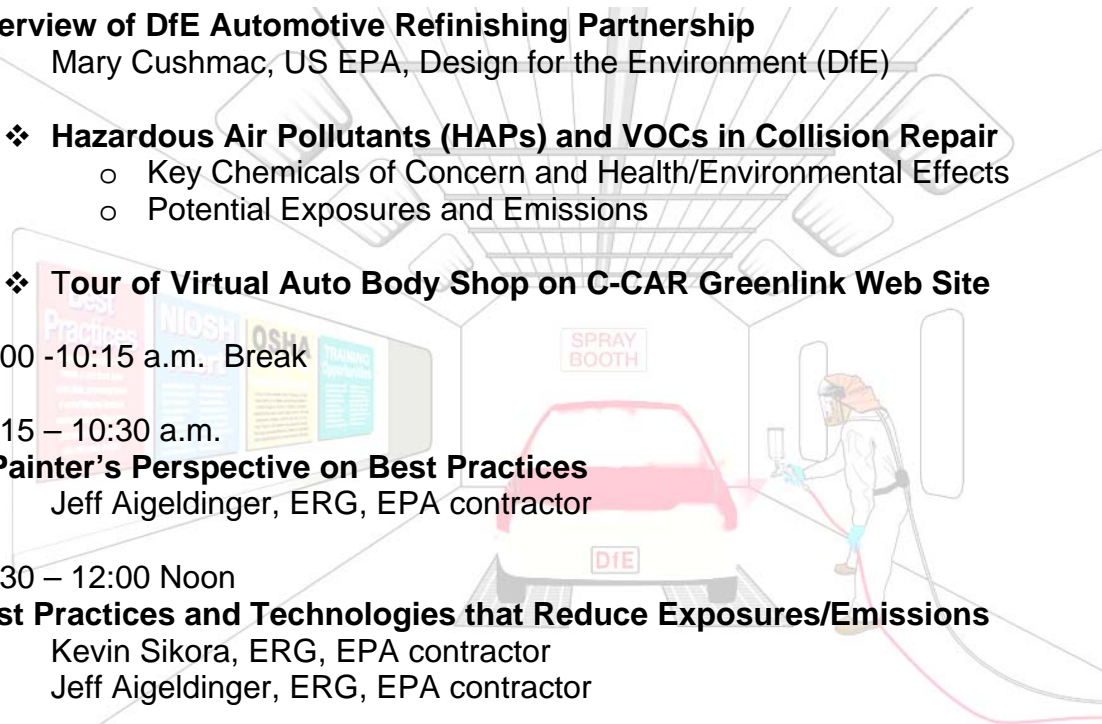 erview of DfE Automotive Refinishing Partnership
Mary Cushmac, US EPA, Design for the Environment (DfE)
❖ Hazardous Air Pollutants (HAPs) and VOCs in Collision Repair
o Key Chemicals of Concern and Health/Environmental Effects
o Potential Exposures and Emissions
❖ Tour of Virtual Auto Body Shop on C-CAR Greenlink Web Site
Best
Practices
NIOSH
Alert
OSHA
TRAINING
Opportunities
SPRAY
BOOTH
00 -10:15 a.m. Break
15 – 10:30 a.m.
Painter's Perspective on Best Practices
Jeff Aigeldinger, ERG, EPA contractor
DfE
30 – 12:00 Noon
st Practices and Technologies that Reduce Exposures/Emissions
Kevin Sikora, ERG, EPA contractor
Jeff Aigeldinger, ERG, EPA contractor